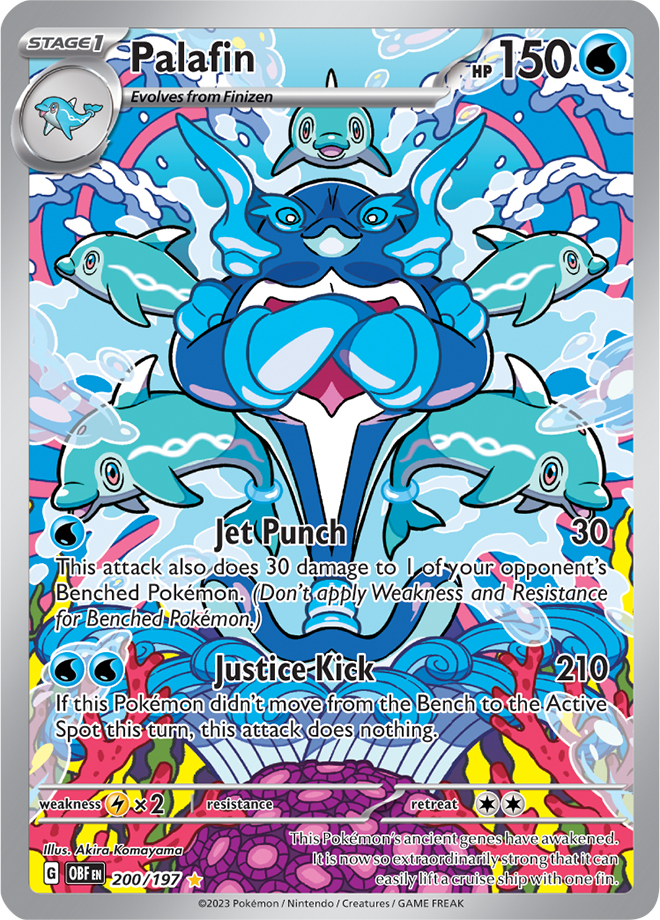 STAGE1
Palafin
HP 150
Evolves from Finizen
Jet Punch 30
This attack also does 30 damage to 1 of your opponent's
Benched Pokémon. (Don't apply Weakness and Resistance
for Benched Pokémon.)
Justice Kick 210
If this Pokémon didn't move from the Bench to the Active
Spot this turn, this attack does nothing.
weakness ×2 resistance retreat
Illus. Akira Komayama
This Pokémon's ancient genes have awakened.
It is now so extraordinarily strong that it can
easily lift a cruise ship with one fin.
G OBF EN 200/197
©2023 Pokémon / Nintendo / Creatures / GAME FREAK